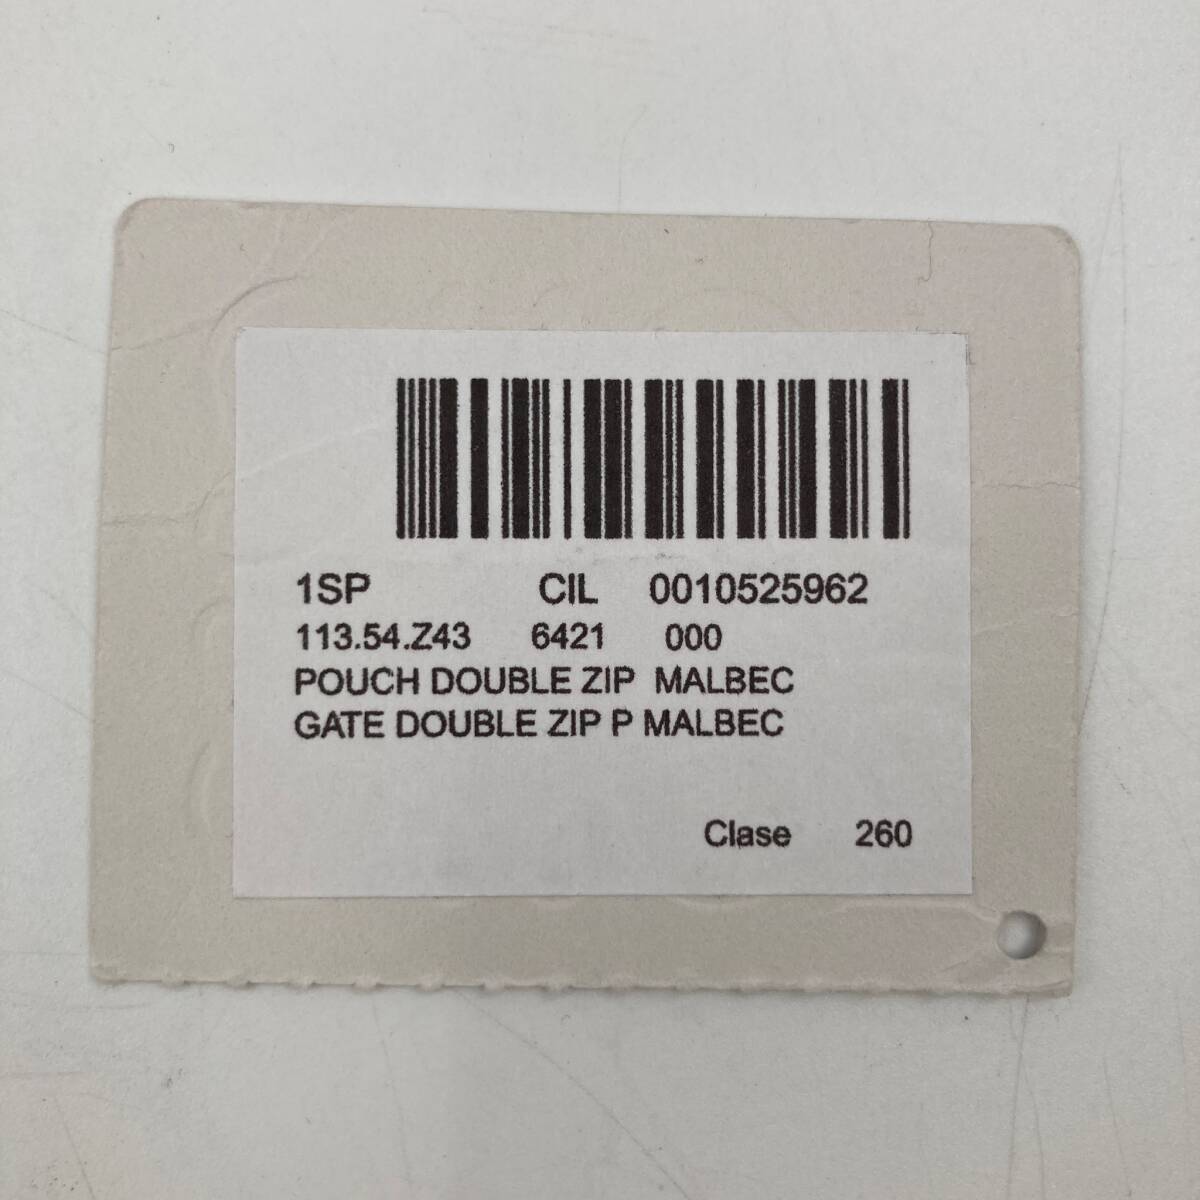 1SP CIL 0010525962
113.54.Z43 6421 000
POUCH DOUBLE ZIP MALBEC
GATE DOUBLE ZIP P MALBEC
Clase 260